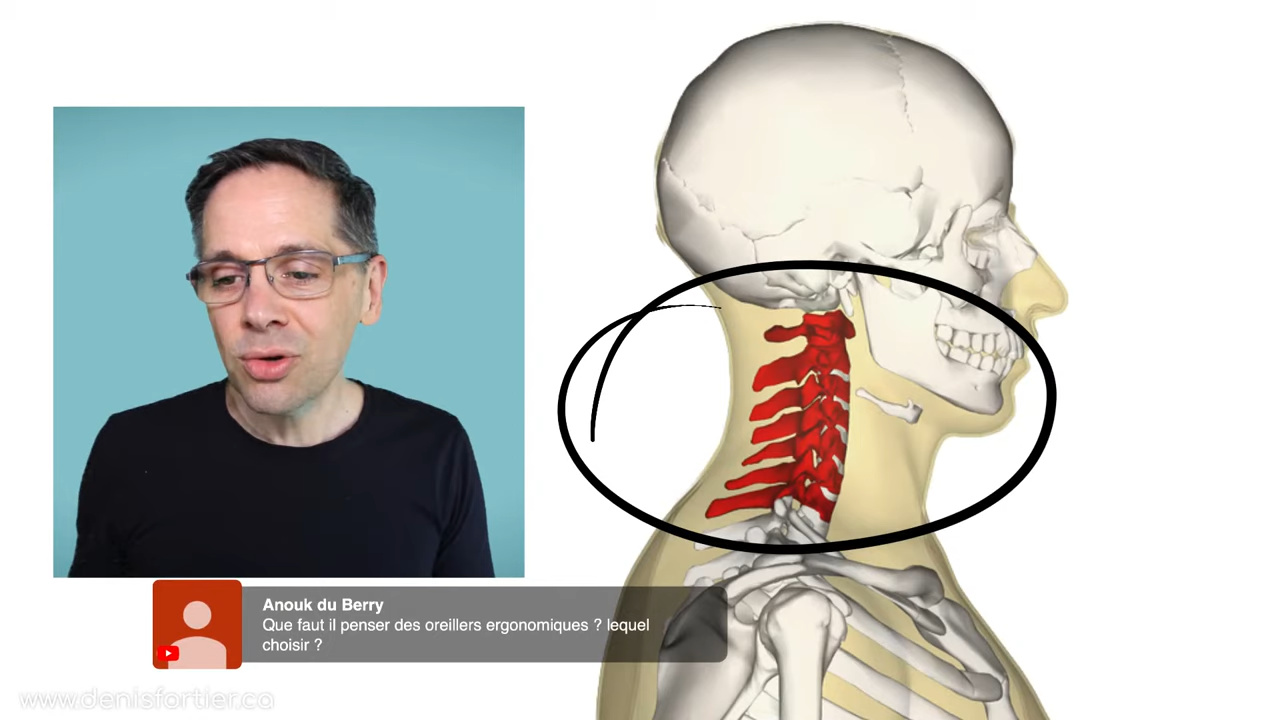 Anouk du Berry
Que faut il penser des oreillers ergonomiques ? lequel
choisir ?
www.denisfortier.ca